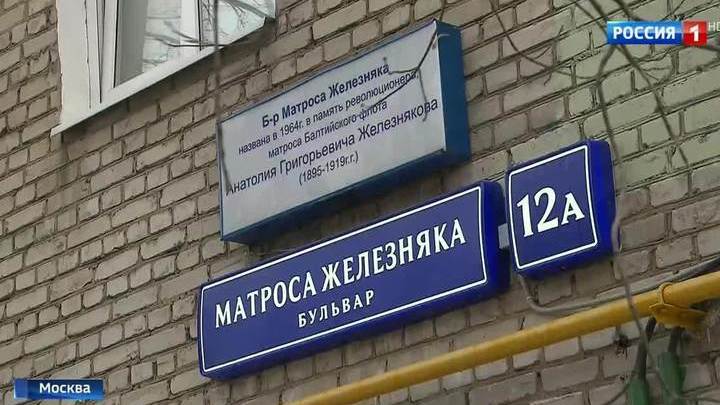 РОССИЯ 1
HD
Б-р Матроса Железняка
названа в 1964г. в память революционера,
матроса Балтийского флота
Анатолия Григорьевича Железнякова
(1895-1919г.г.)
МАТРОСА ЖЕЛЕЗНЯКА
БУЛЬВАР
12А
Москва